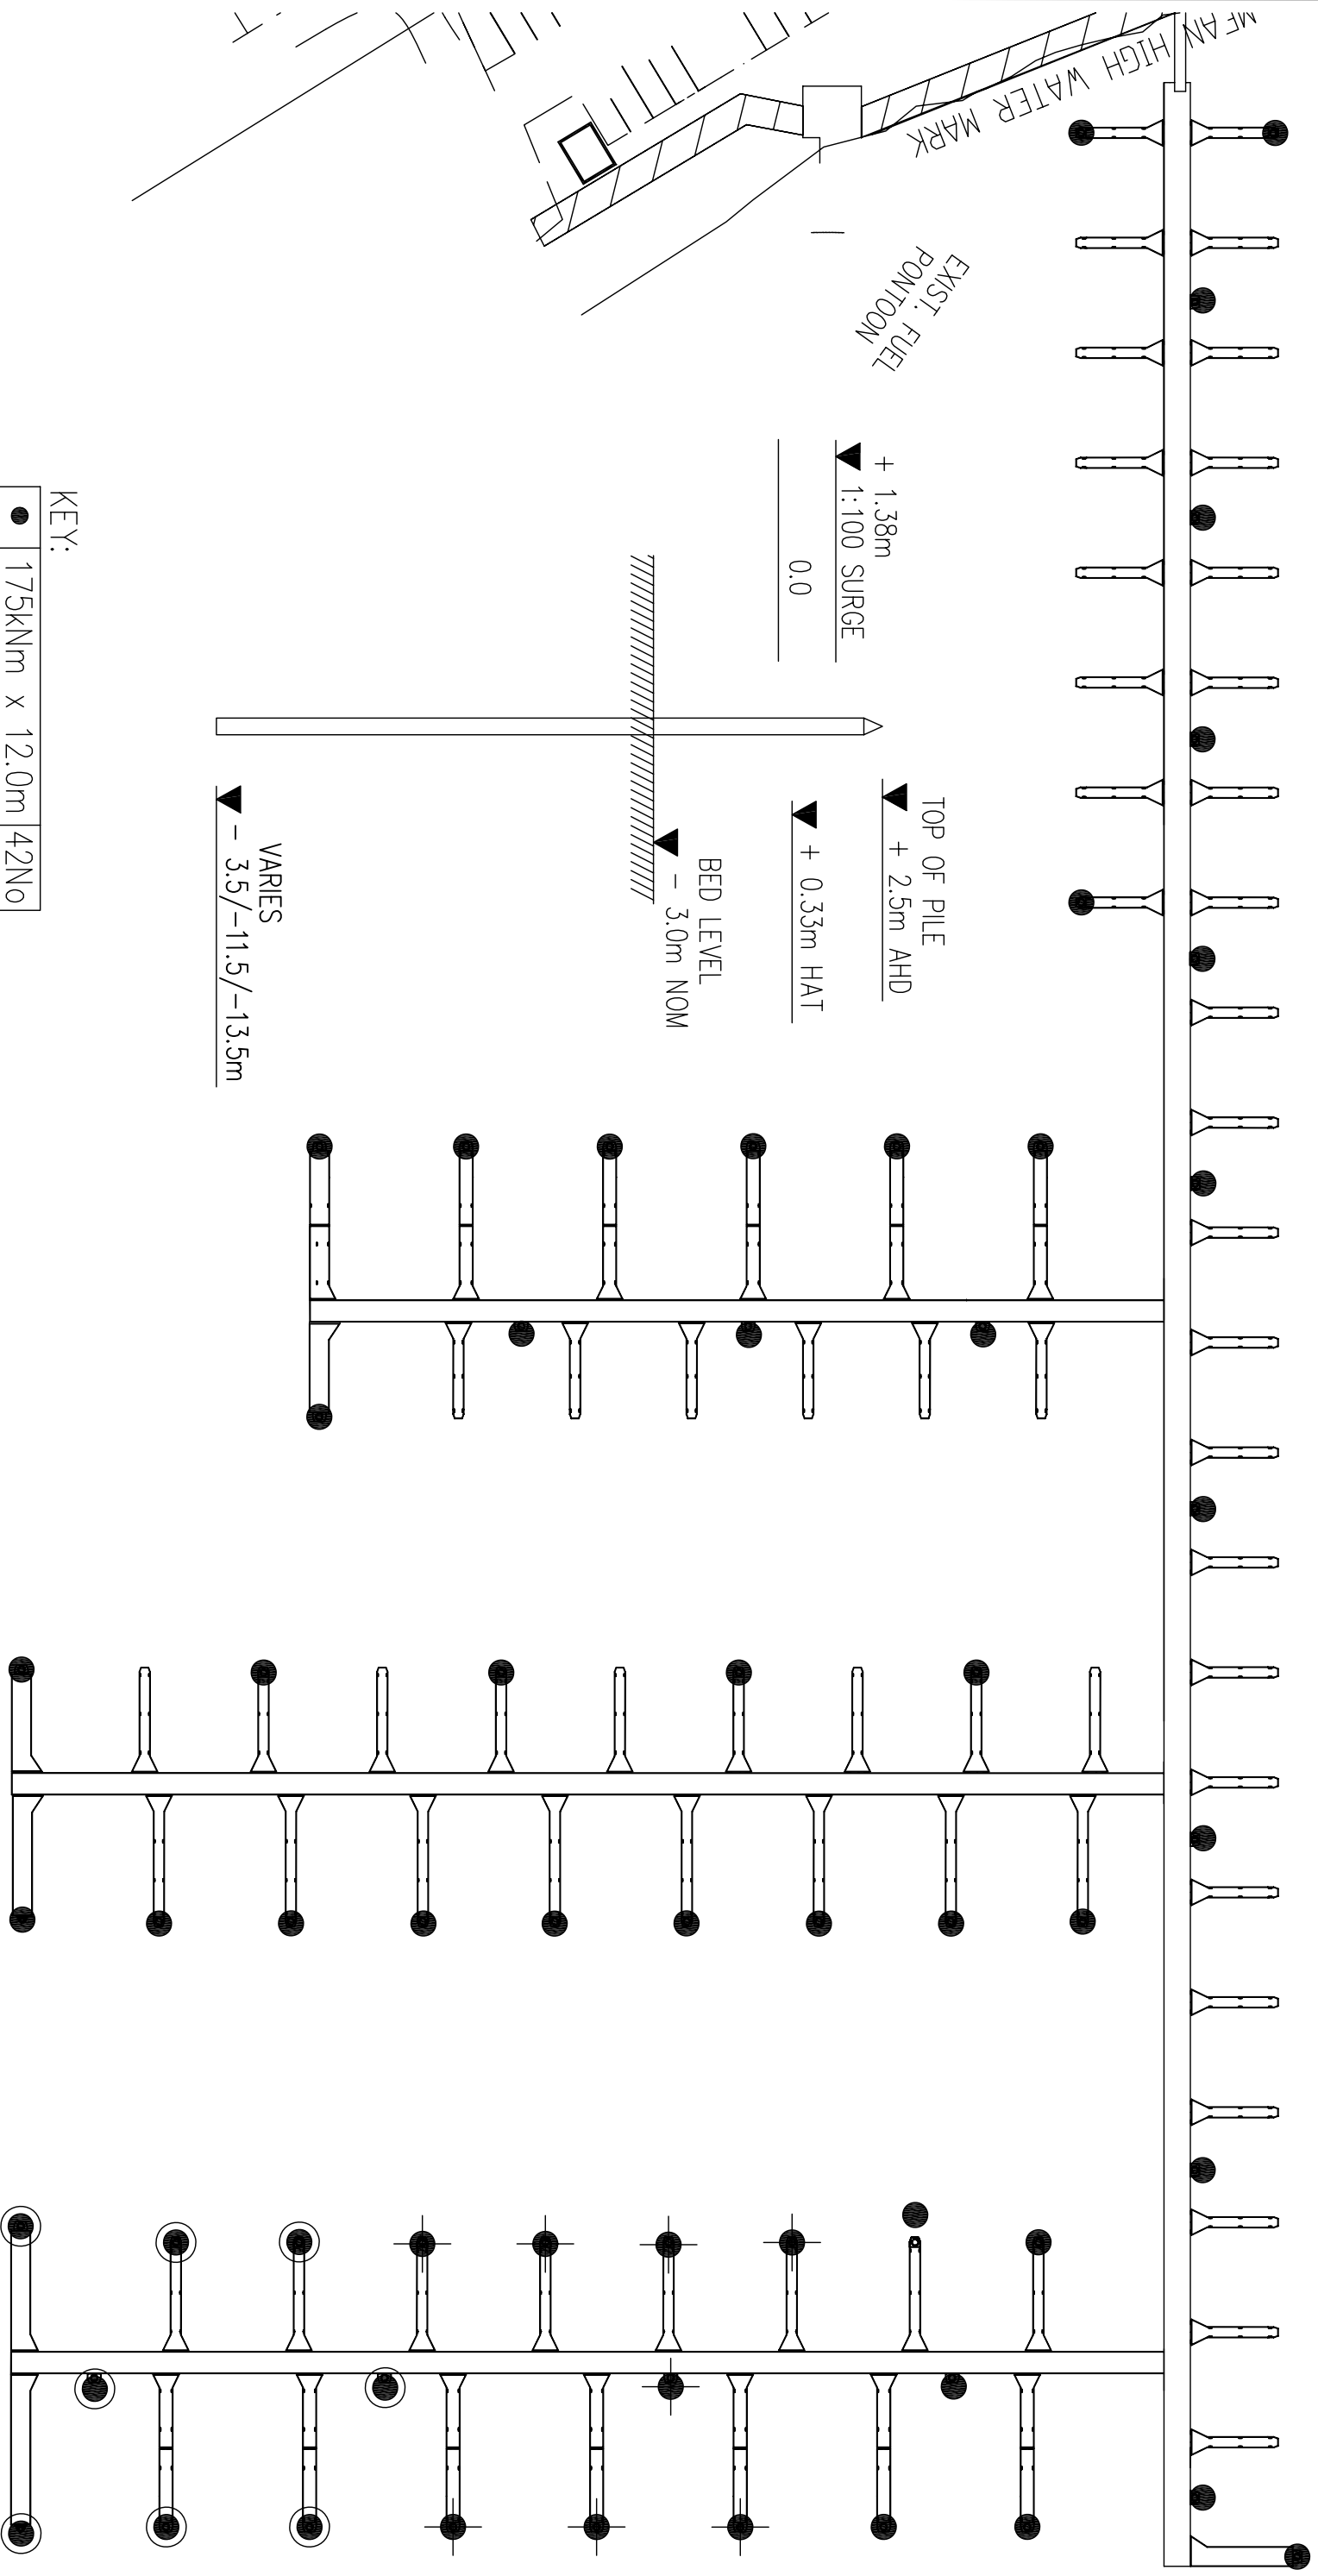 MEAN HIGH WATER MARK
EXIST. FUEL
PONTOON
+ 1.38m
1:100 SURGE
0.0
TOP OF PILE
+ 2.5m AHD
+ 0.33m HAT
BED LEVEL
- 3.0m NOM
VARIES
- 3.5/-11.5/-13.5m
KEY:
175kNm x 12.0m 42No